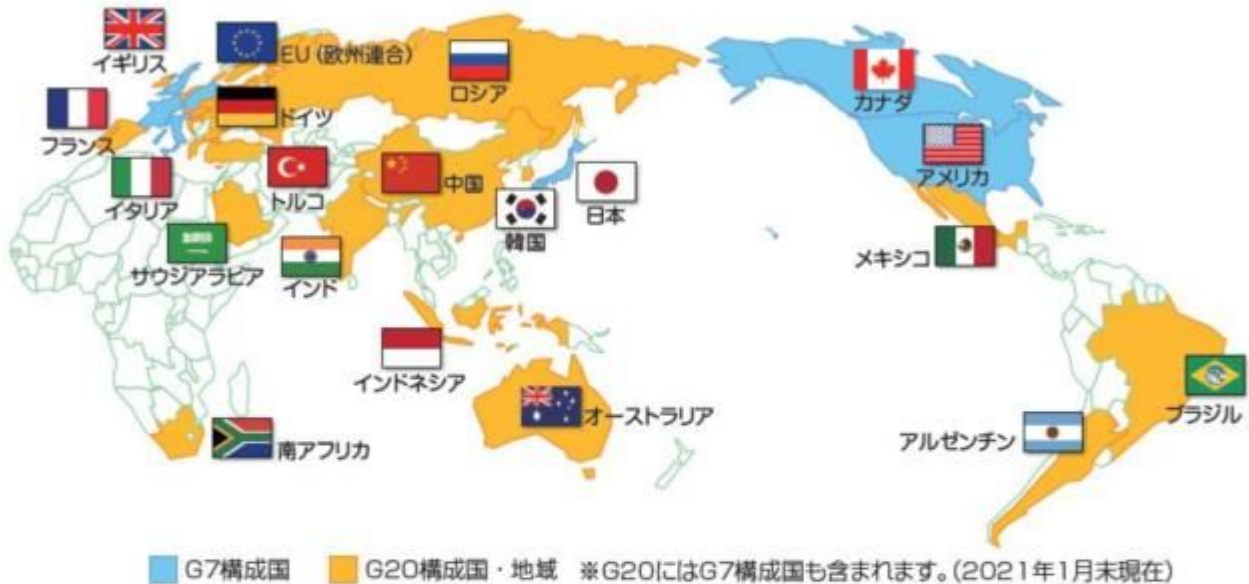 イギリス
EU(欧州連合)
ロシア
カナダ
フランス
ドイツ
アメリカ
イタリア
トルコ
中国
韓国
日本
サウジアラビア
インド
メキシコ
インドネシア
オーストラリア
南アフリカ
アルゼンチン
ブラジル
G7構成国 G20構成国・地域 ※G20にはG7構成国も含まれます。(2021年1月末現在)